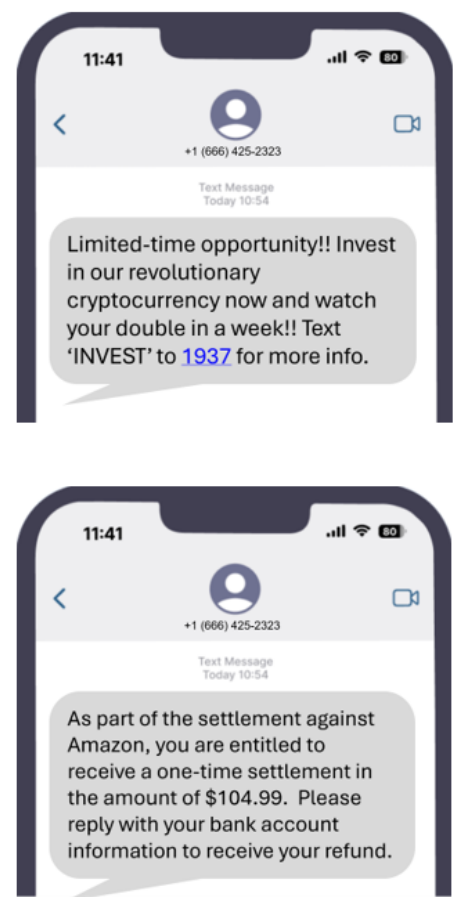 11:41
80
+1 (666) 425-2323
Text Message
Today 10:54
Limited-time opportunity!! Invest
in our revolutionary
cryptocurrency now and watch
your double in a week!! Text
‘INVEST’ to 1937 for more info.
11:41
80
+1 (666) 425-2323
Text Message
Today 10:54
As part of the settlement against
Amazon, you are entitled to
receive a one-time settlement in
the amount of $104.99.  Please
reply with your bank account
information to receive your refund.